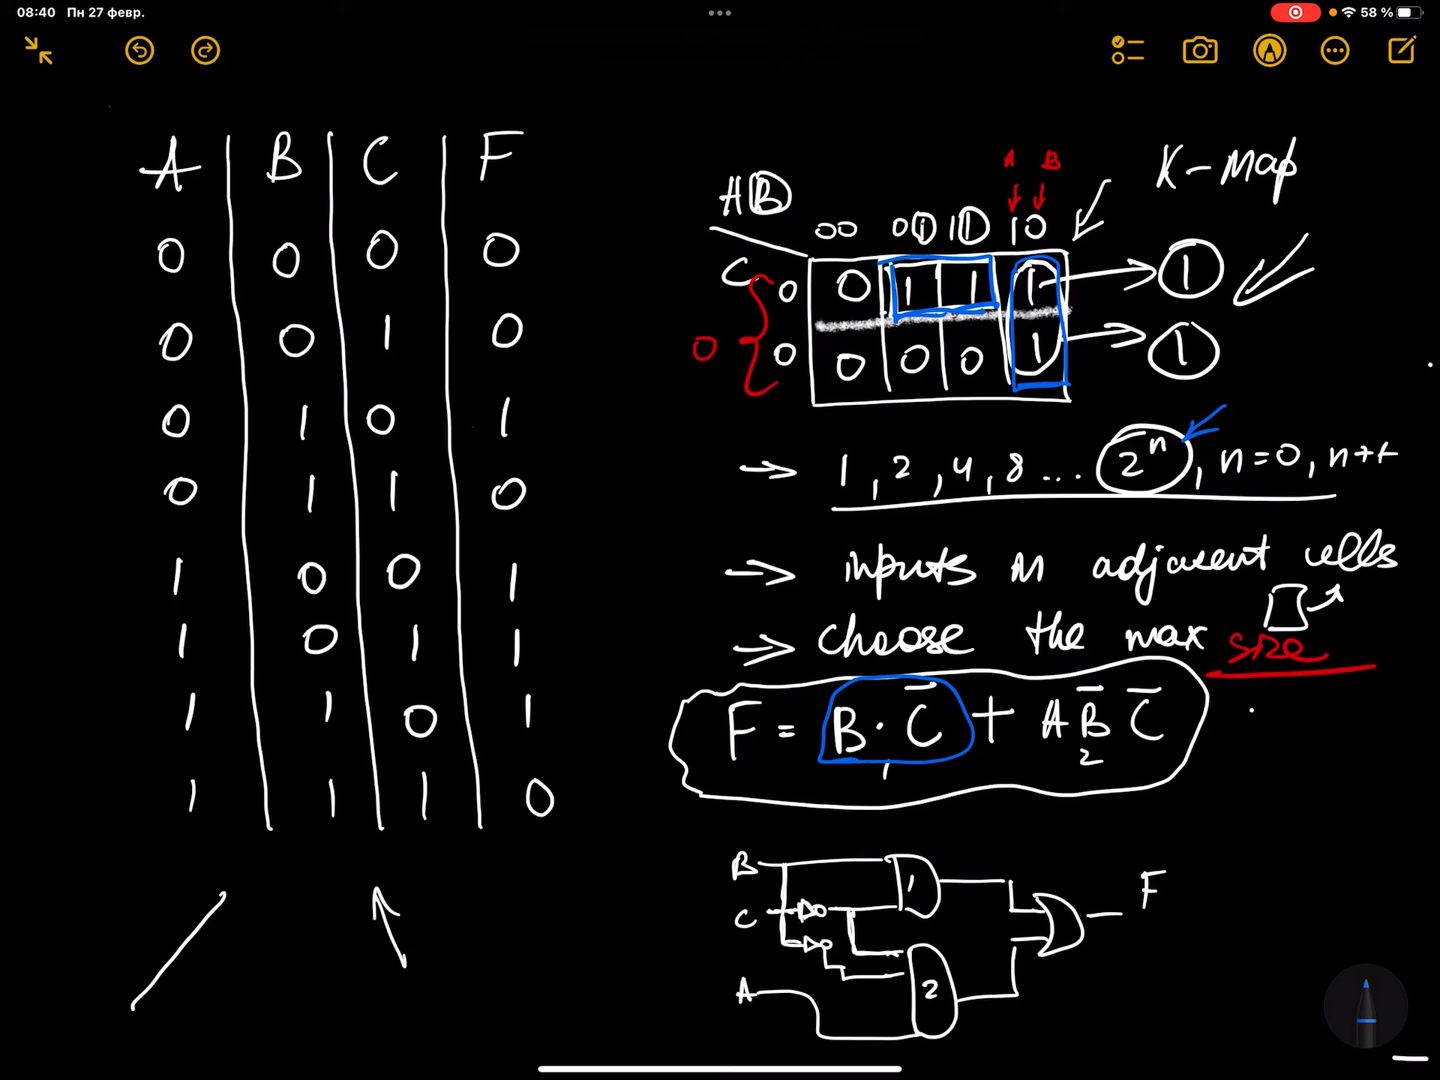 08:40 Пн 27 февр.
58 %
A B C F
0 0 0 0
0 0 1 0
0 1 0 1
0 1 1 0
1 0 0 1
1 0 1 1
1 1 0 1
1 1 1 0
K-Map
A B
AB
00 01 11 10
C 0 0 1 1 1 → 1
0 0 0 0 0 1 → 1
→ 1, 2, 4, 8 ... 2ⁿ, n=0, n++
→ inputs in adjacent cells
→ choose the max size
F = B · C̅ + A B̅ C̅
1 2
B
1
F
C
A
2